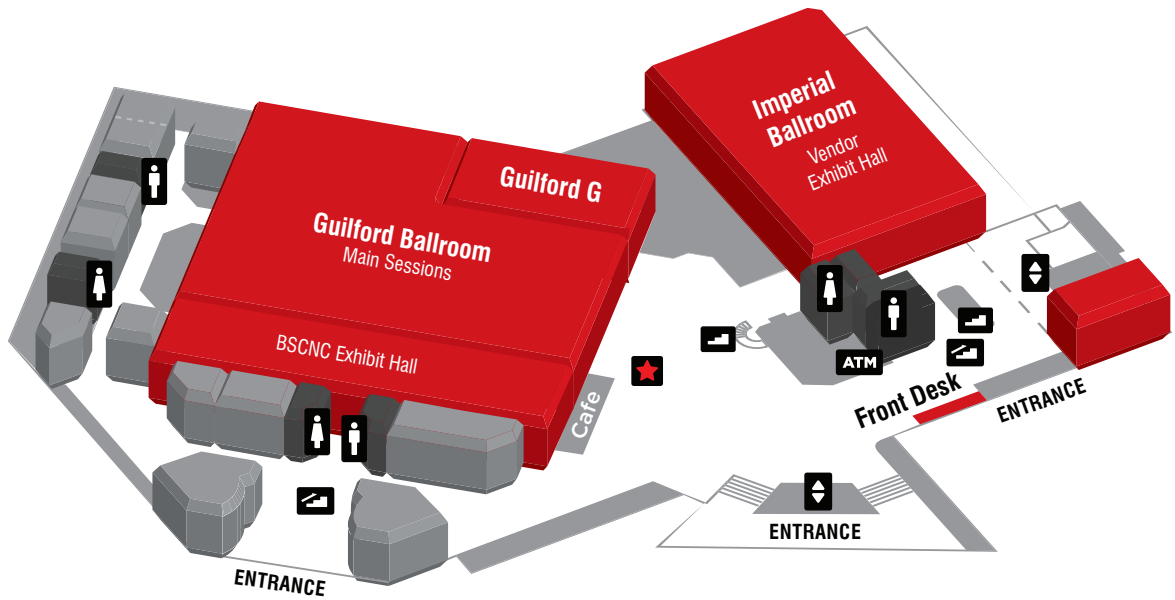 Imperial
Ballroom
Vendor
Exhibit Hall
Guilford G
Guilford Ballroom
Main Sessions
BSCNC Exhibit Hall
Cafe
ATM
Front Desk
ENTRANCE
ENTRANCE
ENTRANCE